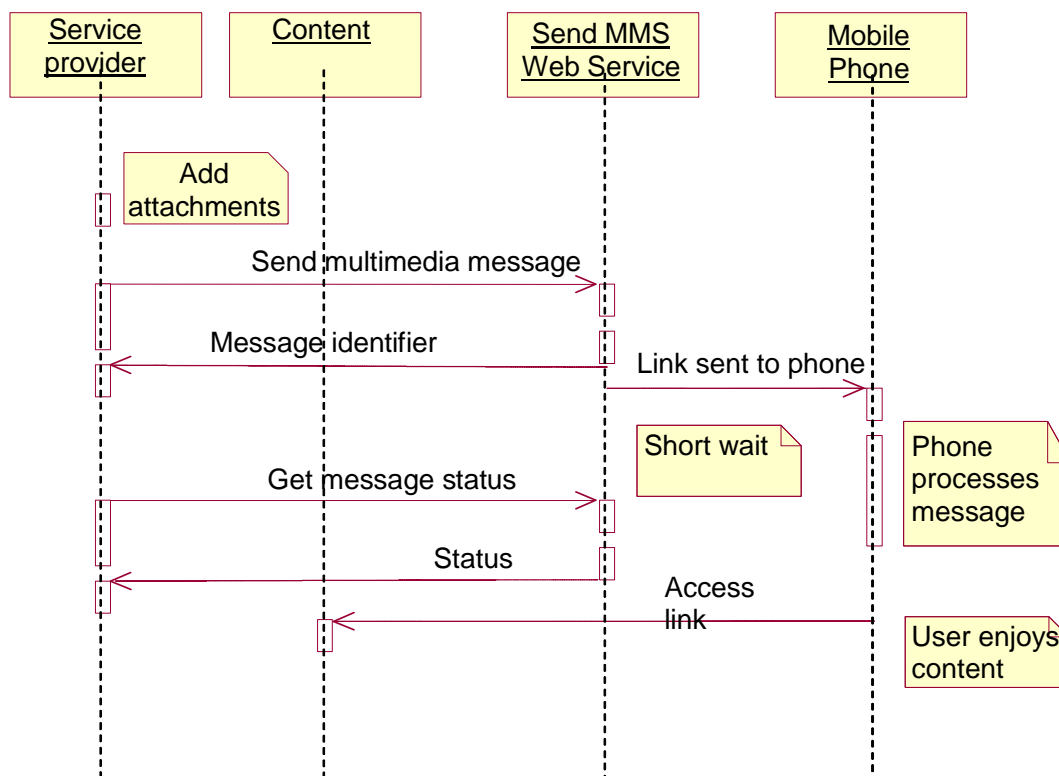 Service
provider
Content
Send MMS
Web Service
Mobile
Phone
Add
attachments
Send multimedia message
Message identifier
Link sent to phone
Short wait
Phone
processes
message
Get message status
Status
Access
link
User enjoys
content